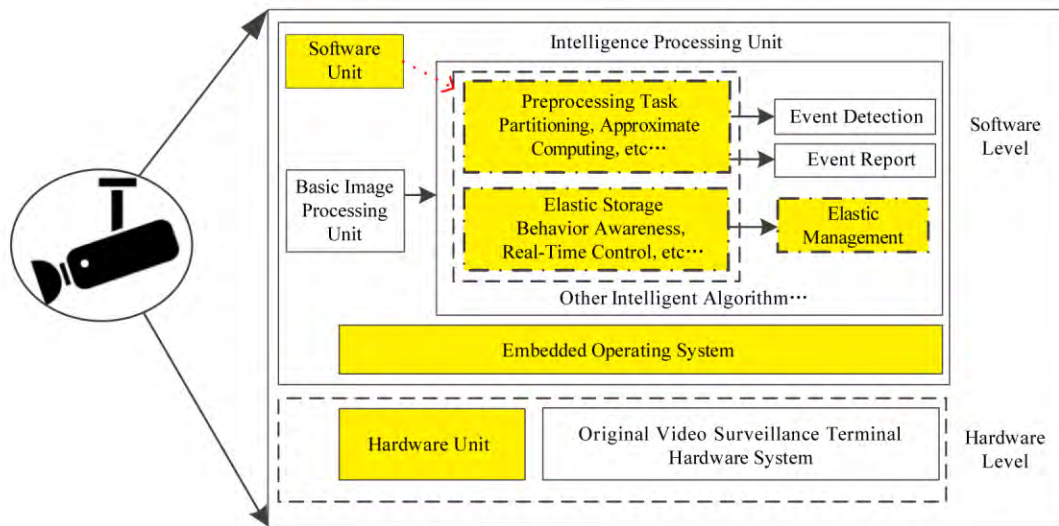 Intelligence Processing Unit
Software
Unit
Preprocessing Task
Partitioning, Approximate
Computing, etc⋯
Event Detection
Event Report
Software
Level
Basic Image
Processing
Unit
Elastic Storage
Behavior Awareness,
Real-Time Control, etc⋯
Elastic
Management
Other Intelligent Algorithm⋯
Embedded Operating System
Hardware Unit
Original Video Surveillance Terminal
Hardware System
Hardware
Level